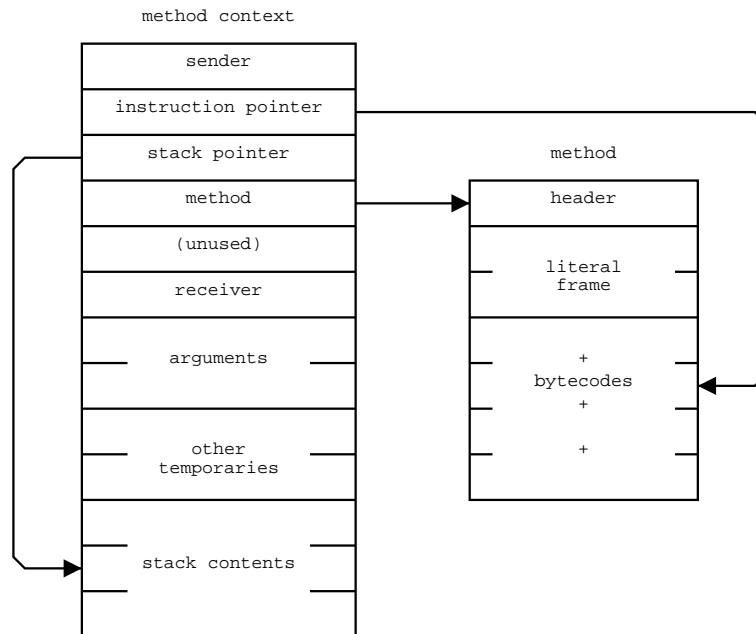 method context
sender
instruction pointer
stack pointer
method
(unused)
receiver
arguments
other
temporaries
stack contents
method
header
literal
frame
+
bytecodes
+
+